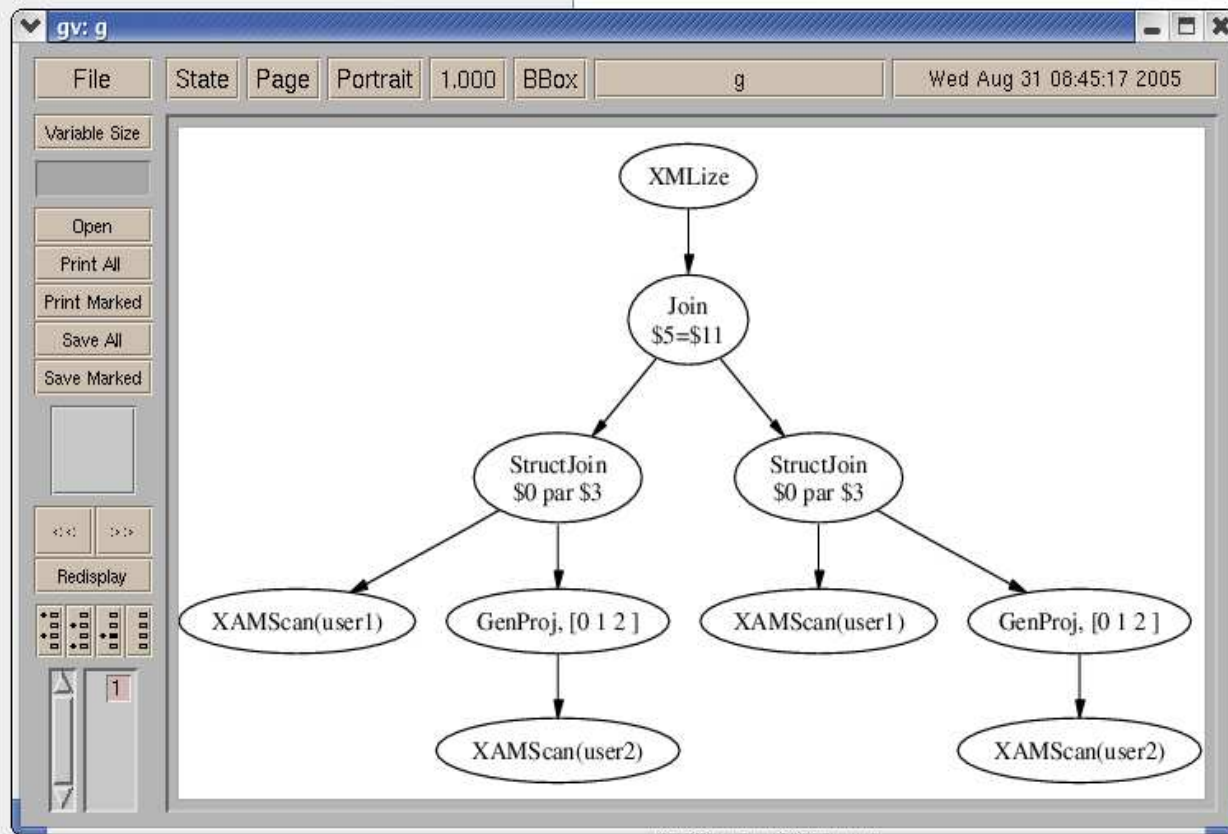 gv: g
File State Page Portrait 1.000 BBox g Wed Aug 31 08:45:17 2005
Variable Size
Open
Print All
Print Marked
Save All
Save Marked
<< >>
Redisplay
1
XMLize
Join
$5=$11
StructJoin
$0 par $3
StructJoin
$0 par $3
XAMScan(user1)
GenProj, [0 1 2 ]
XAMScan(user1)
GenProj, [0 1 2 ]
XAMScan(user2)
XAMScan(user2)